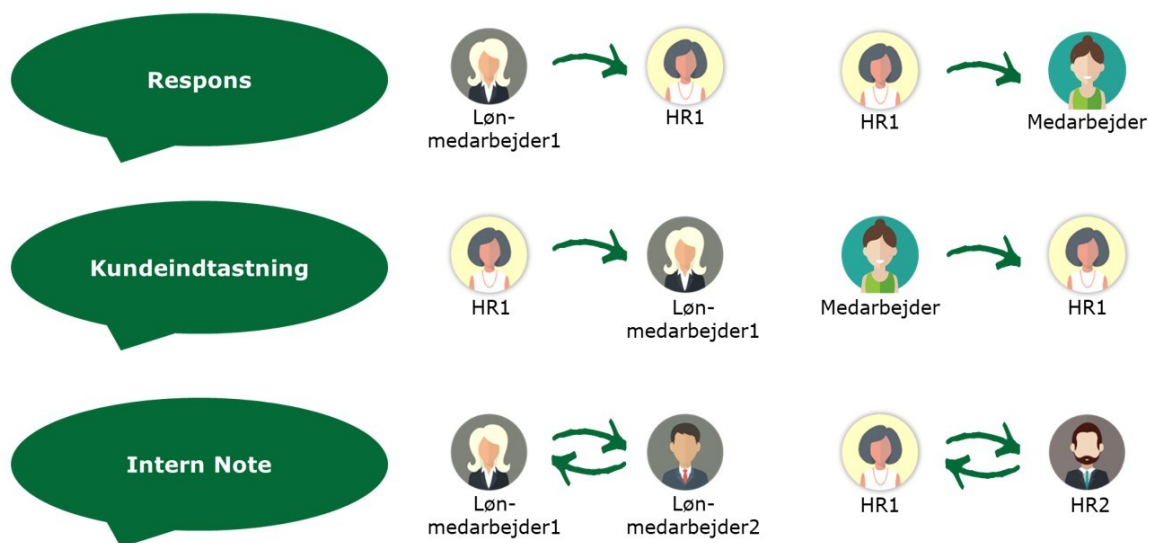 Respons
Løn-
medarbejder1
HR1
HR1
Medarbejder
Kundeindtastning
HR1
Løn-
medarbejder1
Medarbejder
HR1
Intern Note
Løn-
medarbejder1
Løn-
medarbejder2
HR1
HR2